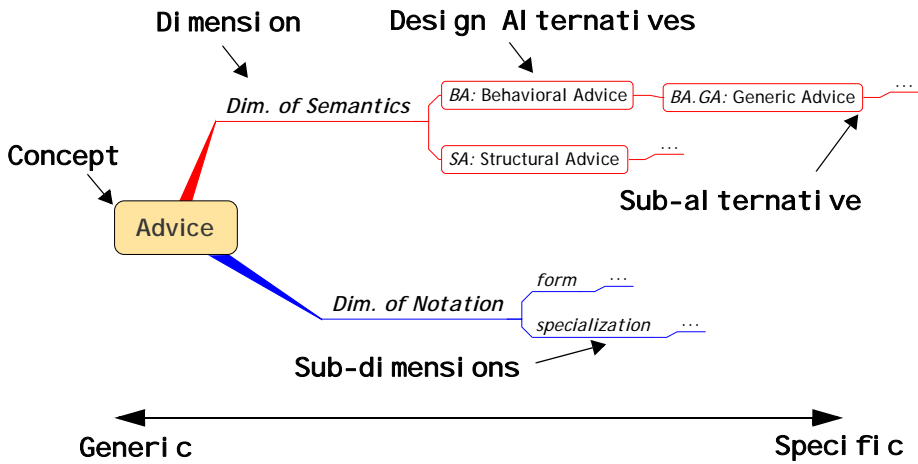 Dimension
Design Alternatives
BA: Behavioral Advice
BA.GA: Generic Advice
...
Dim. of Semantics
SA: Structural Advice
...
Concept
Sub-alternative
Advice
form
...
Dim. of Notation
specialization
...
Sub-dimensions
Generic
Specific